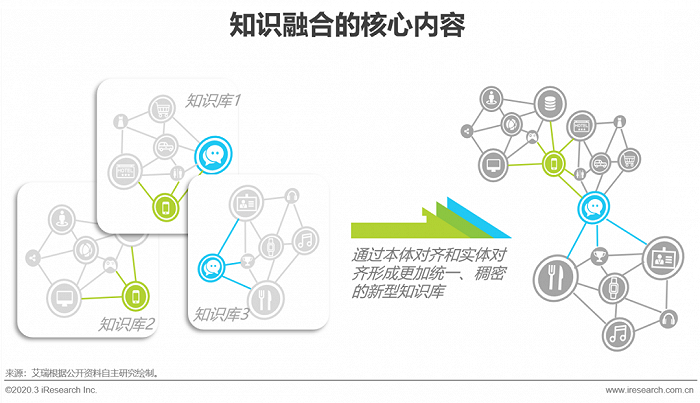 知识融合的核心内容
知识库1
知识库2
知识库3
HOTEL
HOTEL
通过本体对齐和实体对
齐形成更加统一、稠密
的新型知识库
来源：艾瑞根据公开资料自主研究绘制。
©2020.3 iResearch Inc.
www.iresearch.com.cn